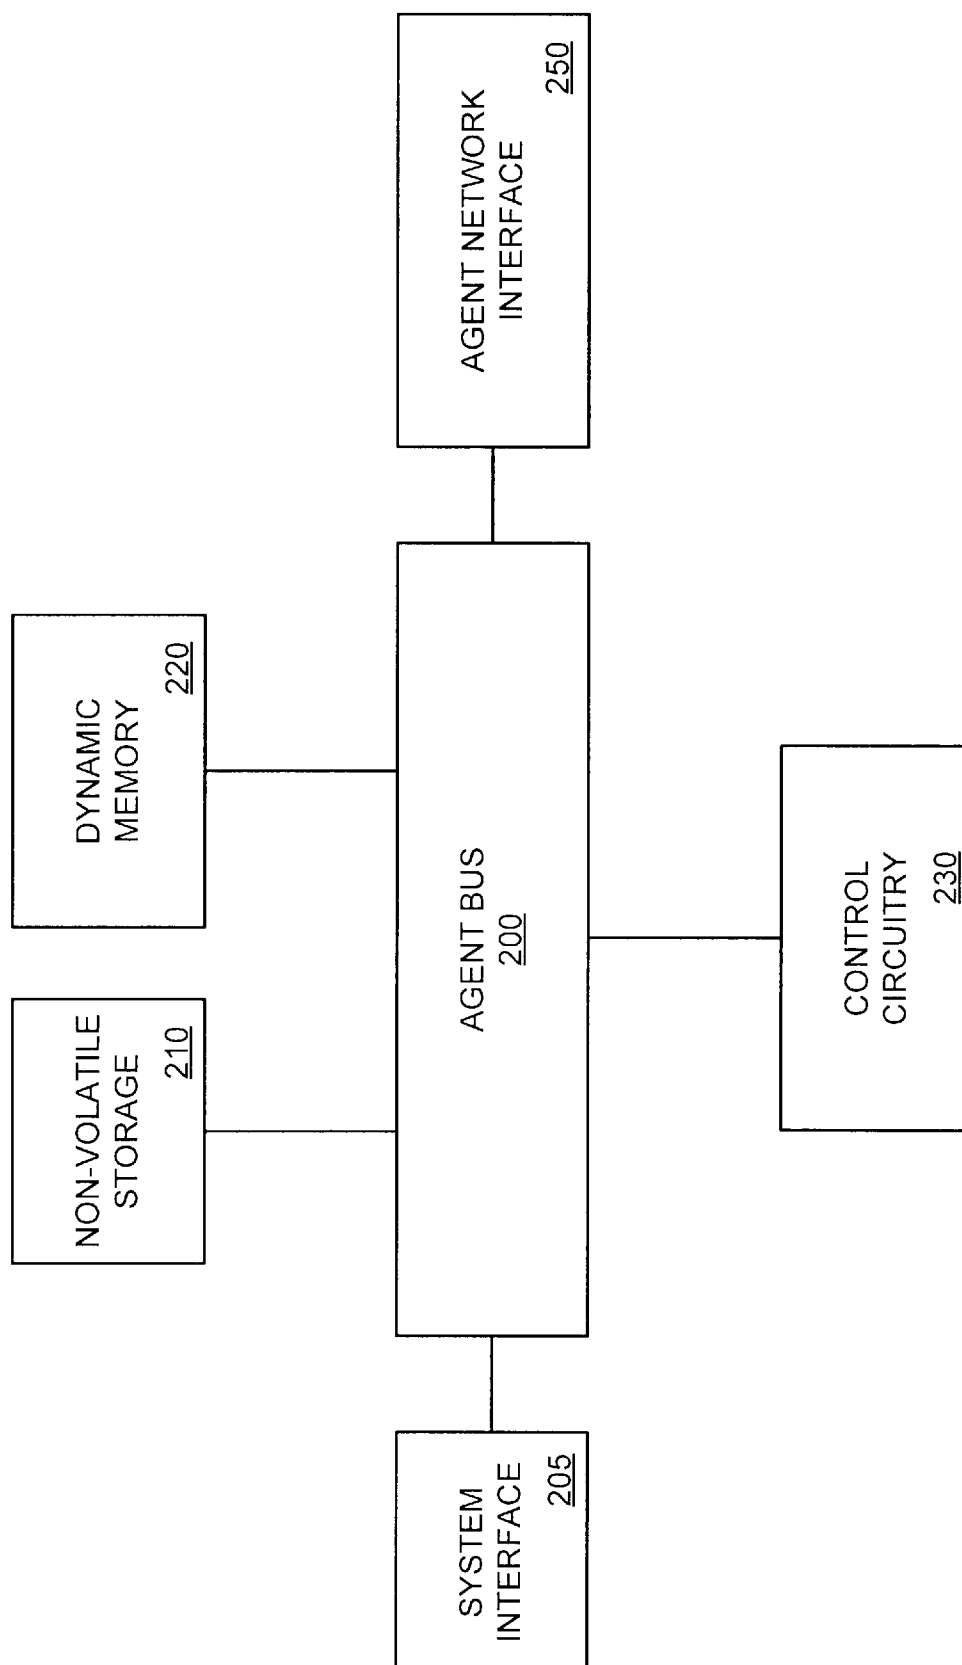 NON-VOLATILE
STORAGE
210
DYNAMIC
MEMORY
220
SYSTEM
INTERFACE
205
AGENT BUS
200
AGENT NETWORK
INTERFACE
250
CONTROL
CIRCUITRY
230